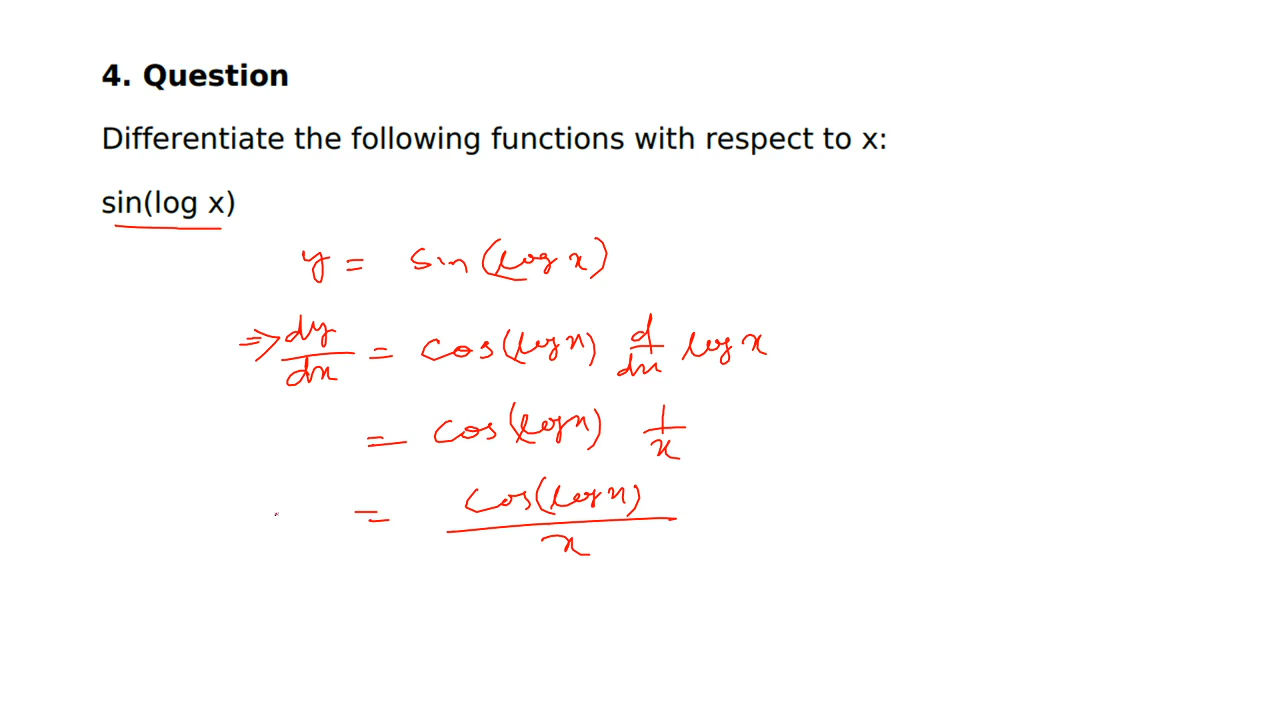 4. Question
Differentiate the following functions with respect to x:
sin(log x)
y = sin(log x)
⇒ dy/dx = cos(log x) d/dx log x
= cos(log x) 1/x
= cos(log x)/x